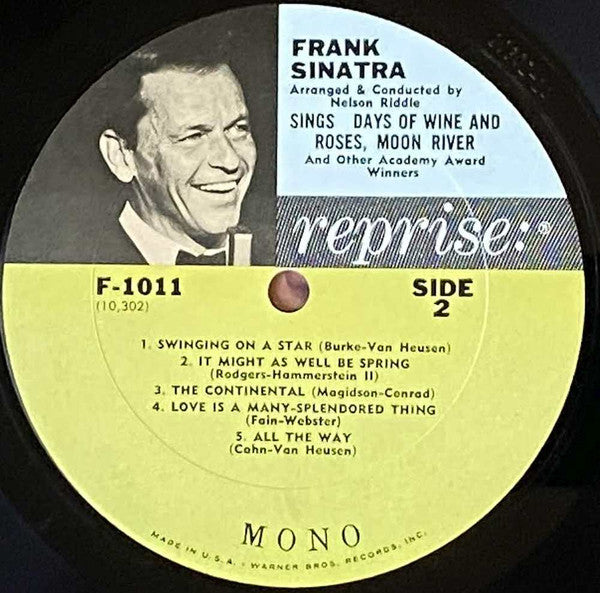 FRANK
SINATRA
Arranged & Conducted by
Nelson Riddle
SINGS DAYS OF WINE AND
ROSES, MOON RIVER
And Other Academy Award
Winners
reprise:®
F-1011
(10,302)
SIDE
2
1. SWINGING ON A STAR (Burke-Van Heusen)
2. IT MIGHT AS WELL BE SPRING
(Rodgers-Hammerstein II)
3. THE CONTINENTAL (Magidson-Conrad)
4. LOVE IS A MANY-SPLENDORED THING
(Fain-Webster)
5. ALL THE WAY
(Cahn-Van Heusen)
MONO
MADE IN U.S.A. • WARNER BROS. RECORDS, INC.